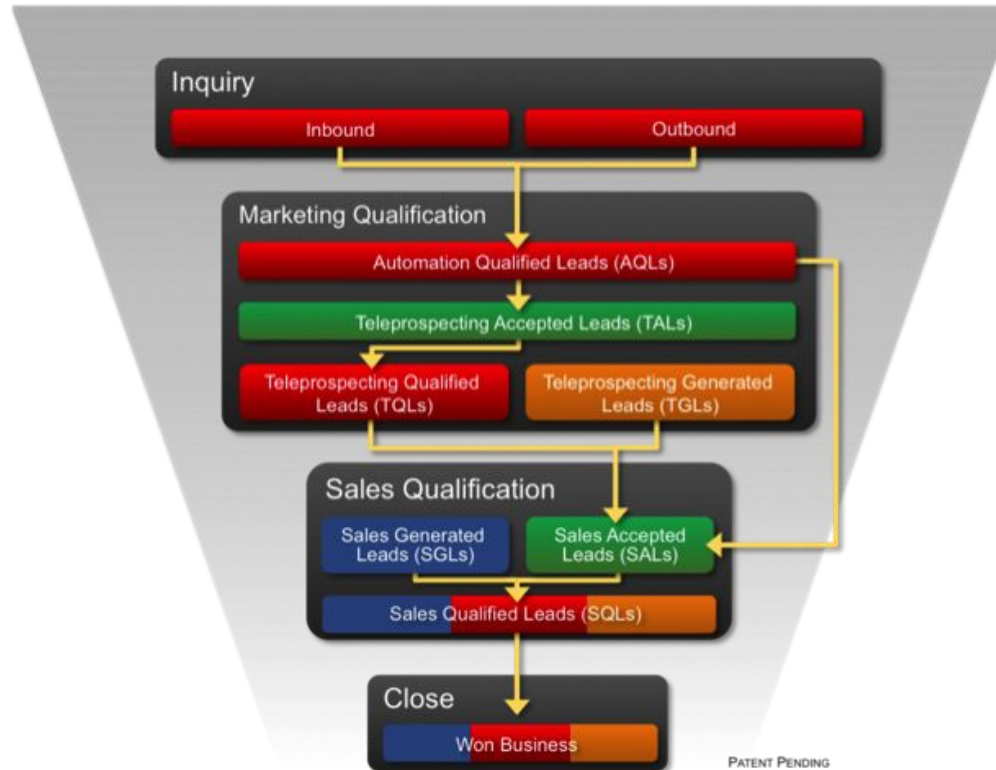 Inquiry
Inbound
Outbound
Marketing Qualification
Automation Qualified Leads (AQLs)
Teleprospecting Accepted Leads (TALs)
Teleprospecting Qualified
Leads (TQLs)
Teleprospecting Generated
Leads (TGLs)
Sales Qualification
Sales Generated
Leads (SGLs)
Sales Accepted
Leads (SALs)
Sales Qualified Leads (SQLs)
Close
Won Business
PATENT PENDING